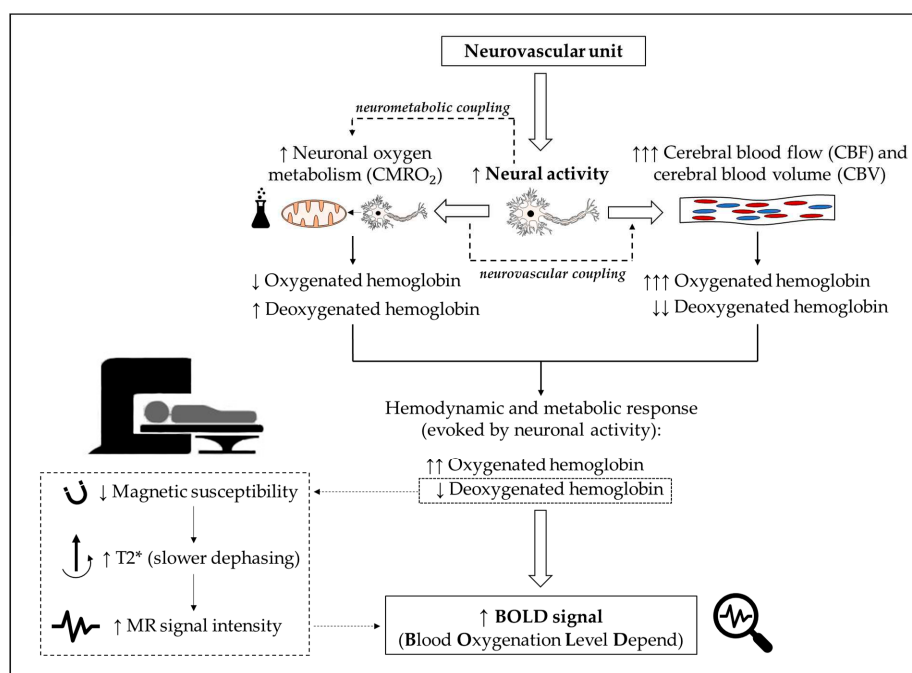 Neurovascular unit
neurometabolic coupling
↑ Neuronal oxygen
metabolism (CMRO₂)
↑ Neural activity
↑↑↑ Cerebral blood flow (CBF) and
cerebral blood volume (CBV)
neurovascular coupling
↓ Oxygenated hemoglobin
↑ Deoxygenated hemoglobin
↑↑↑ Oxygenated hemoglobin
↓↓ Deoxygenated hemoglobin
Hemodynamic and metabolic response
(evoked by neuronal activity):
↑↑ Oxygenated hemoglobin
↓ Deoxygenated hemoglobin
↓ Magnetic susceptibility
↑ T2* (slower dephasing)
↑ MR signal intensity
↑ BOLD signal
(Blood Oxygenation Level Depend)